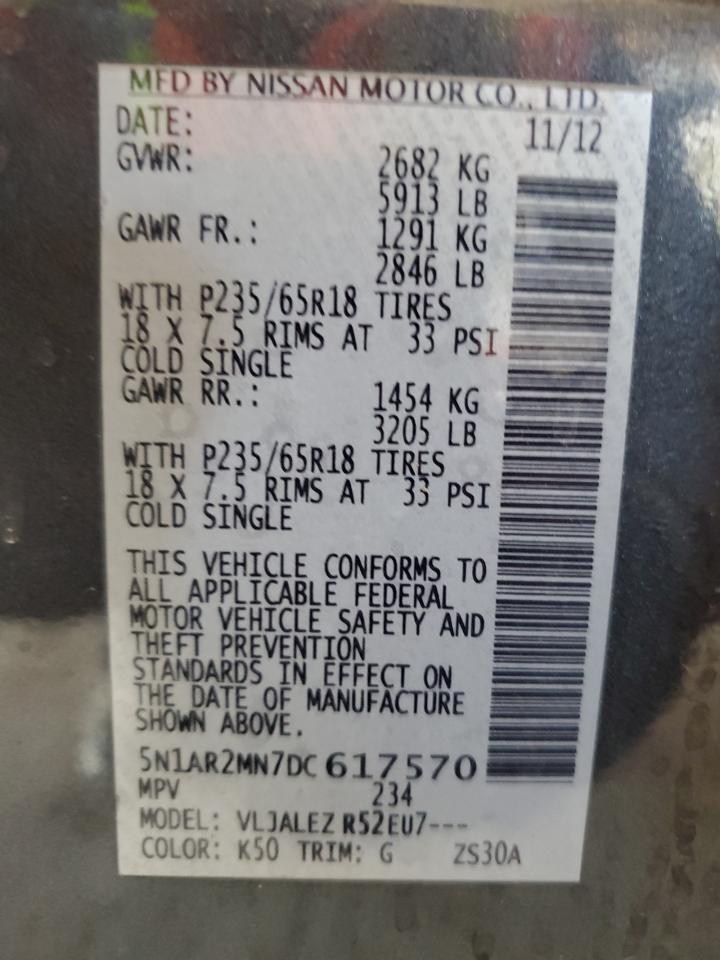 MFD BY NISSAN MOTOR CO., LTD.
DATE: 11/12
GVWR: 2682 KG
5913 LB
GAWR FR.: 1291 KG
2846 LB
WITH P235/65R18 TIRES
18 X 7.5 RIMS AT 33 PSI
COLD SINGLE
GAWR RR.: 1454 KG
3205 LB
WITH P235/65R18 TIRES
18 X 7.5 RIMS AT 33 PSI
COLD SINGLE
THIS VEHICLE CONFORMS TO
ALL APPLICABLE FEDERAL
MOTOR VEHICLE SAFETY AND
THEFT PREVENTION
STANDARDS IN EFFECT ON
THE DATE OF MANUFACTURE
SHOWN ABOVE.
5N1AR2MN7DC 617570
MPV 234
MODEL: VLJALEZ R52EU7---
COLOR: K50 TRIM: G ZS30A